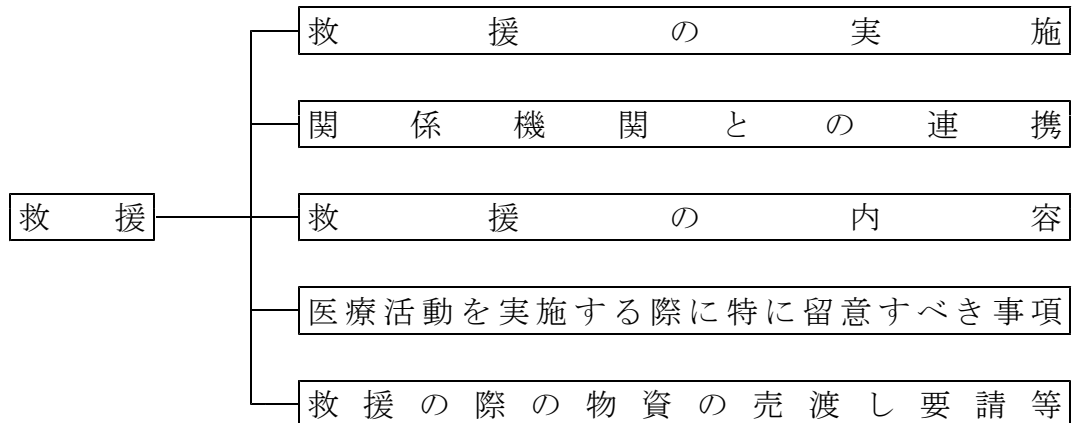 救援の実施
関係機関との連携
救援
救援の内容
医療活動を実施する際に特に留意すべき事項
救援の際の物資の売渡し要請等